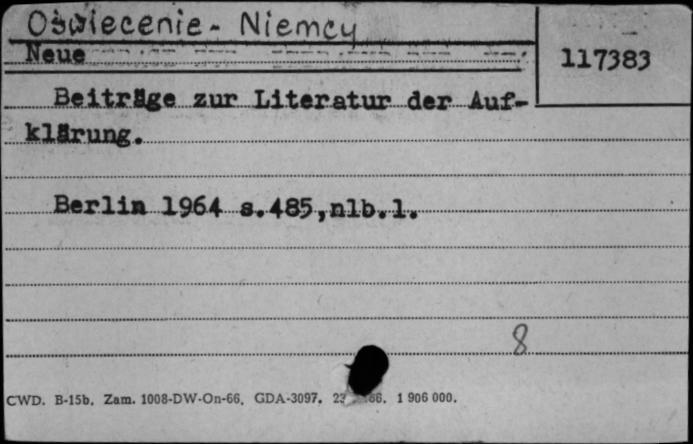 Oświecenie - Niemcy
Neue
117383
Beiträge zur Literatur der Auf-
klärung.
Berlin 1964 s.485,nlb.1.
8
CWD. B-15b. Zam. 1008-DW-On-66. GDA-3097. 66. 1 906 000.